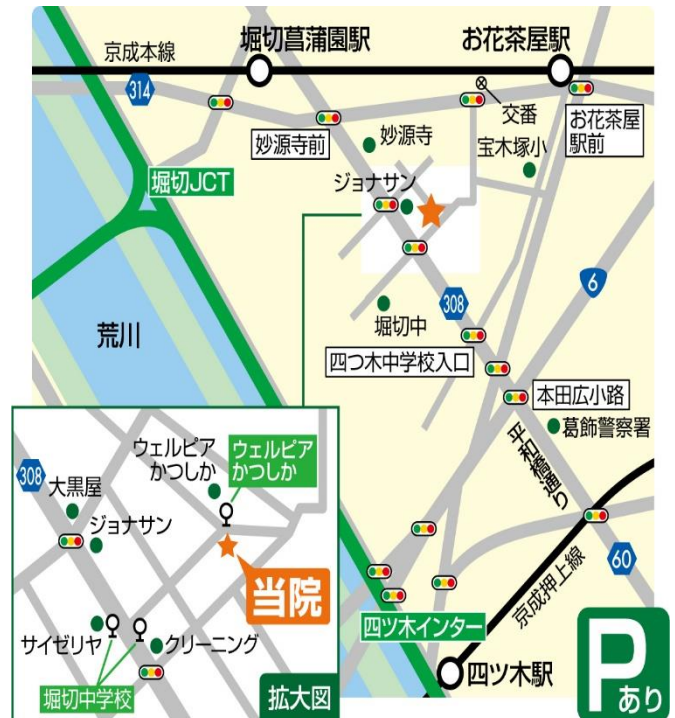 京成本線
堀切菖蒲園駅
お花茶屋駅
314
交番
お花茶屋
駅前
妙源寺前
妙源寺
宝木塚小
堀切JCT
ジョナサン
6
荒川
308
堀切中
四つ木中学校入口
本田広小路
葛飾警察署
平和橋通り
60
京成押上線
四ツ木インター
四ツ木駅
P
あり
308
大黒屋
ウェルピア
かつしか
ウェルピア
かつしか
ジョナサン
当院
サイゼリヤ
クリーニング
堀切中学校
拡大図